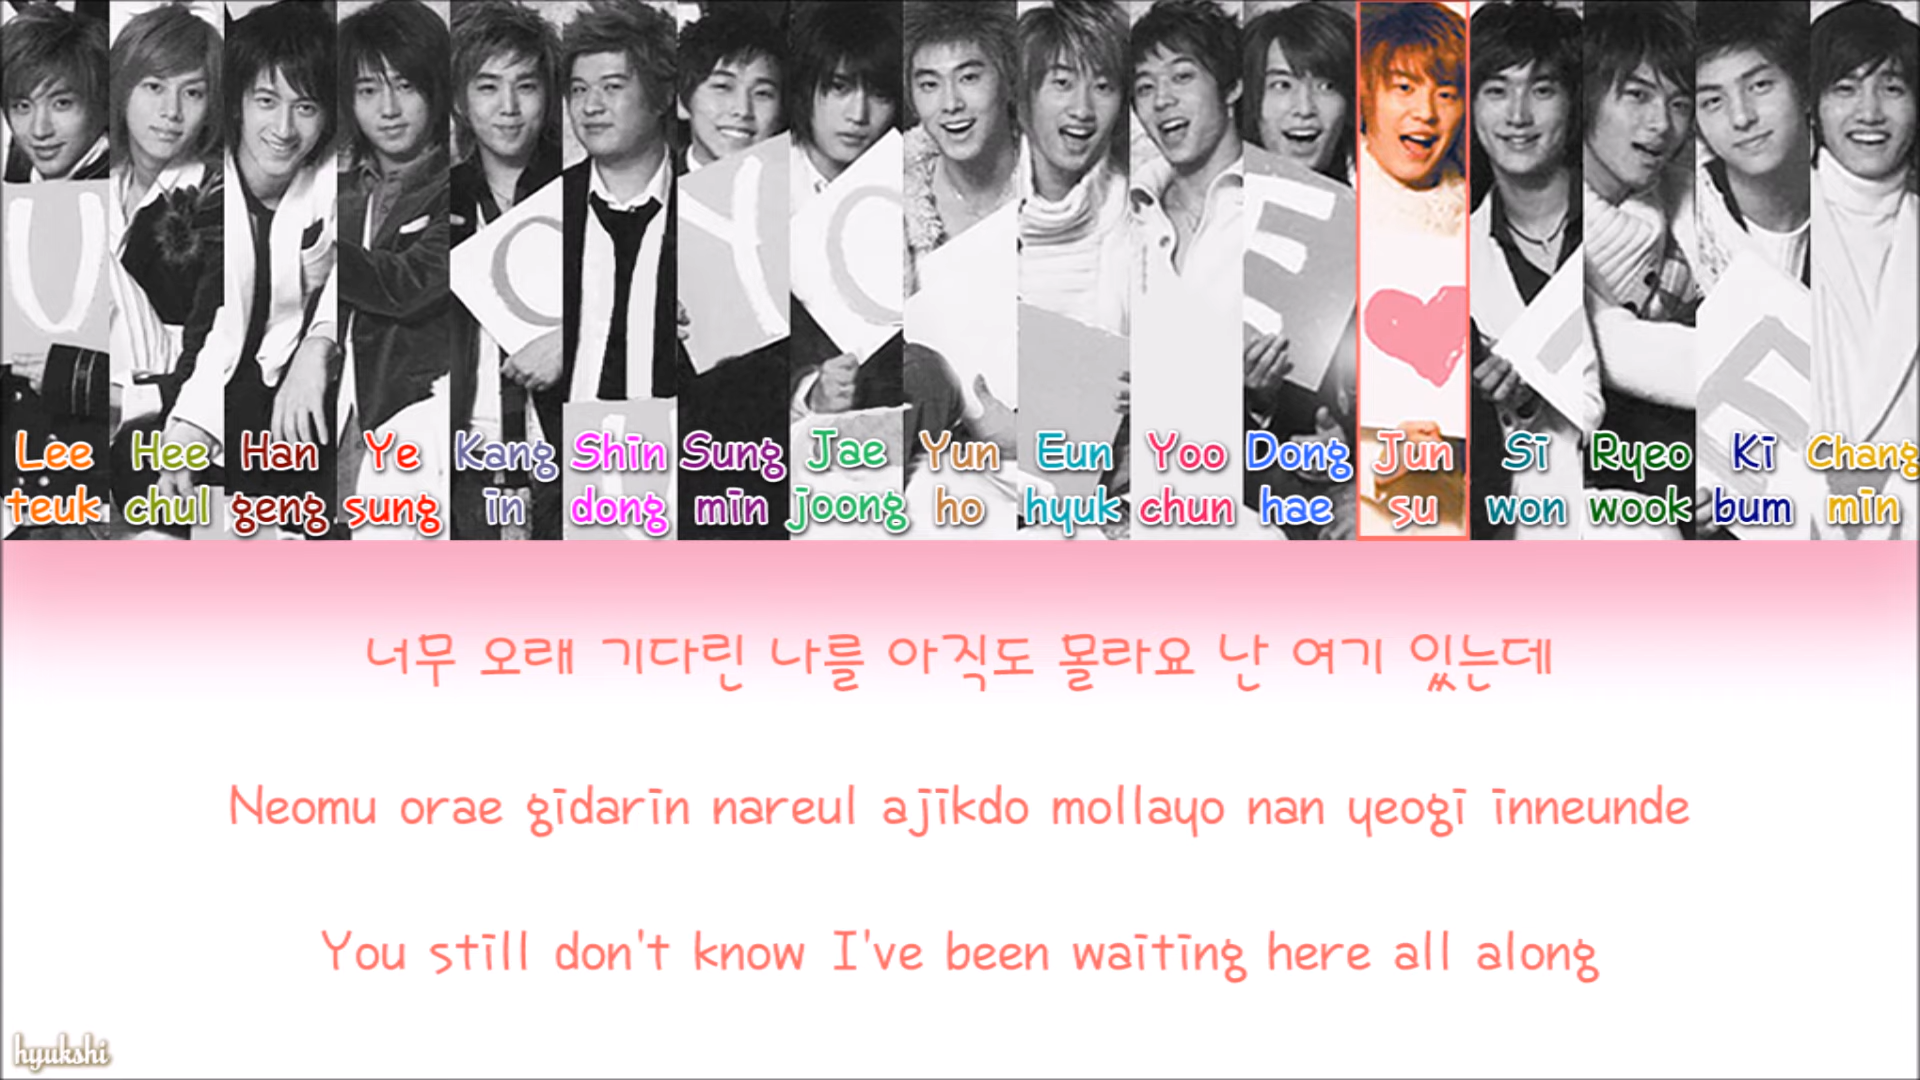 U C Y O E L E
Lee teuk
Hee chul
Han geng
Ye sung
Kang in
Shin dong
Sung min
Jae joong
Yun ho
Eun hyuk
Yoo chun
Dong hae
Jun su
Si won
Ryeo wook
Ki bum
Chang min
너무 오래 기다린 나를 아직도 몰라요 난 여기 있는데
Neomu orae gidarin nareul ajikdo mollayo nan yeogi inneunde
You still don't know I've been waiting here all along
hyukshi